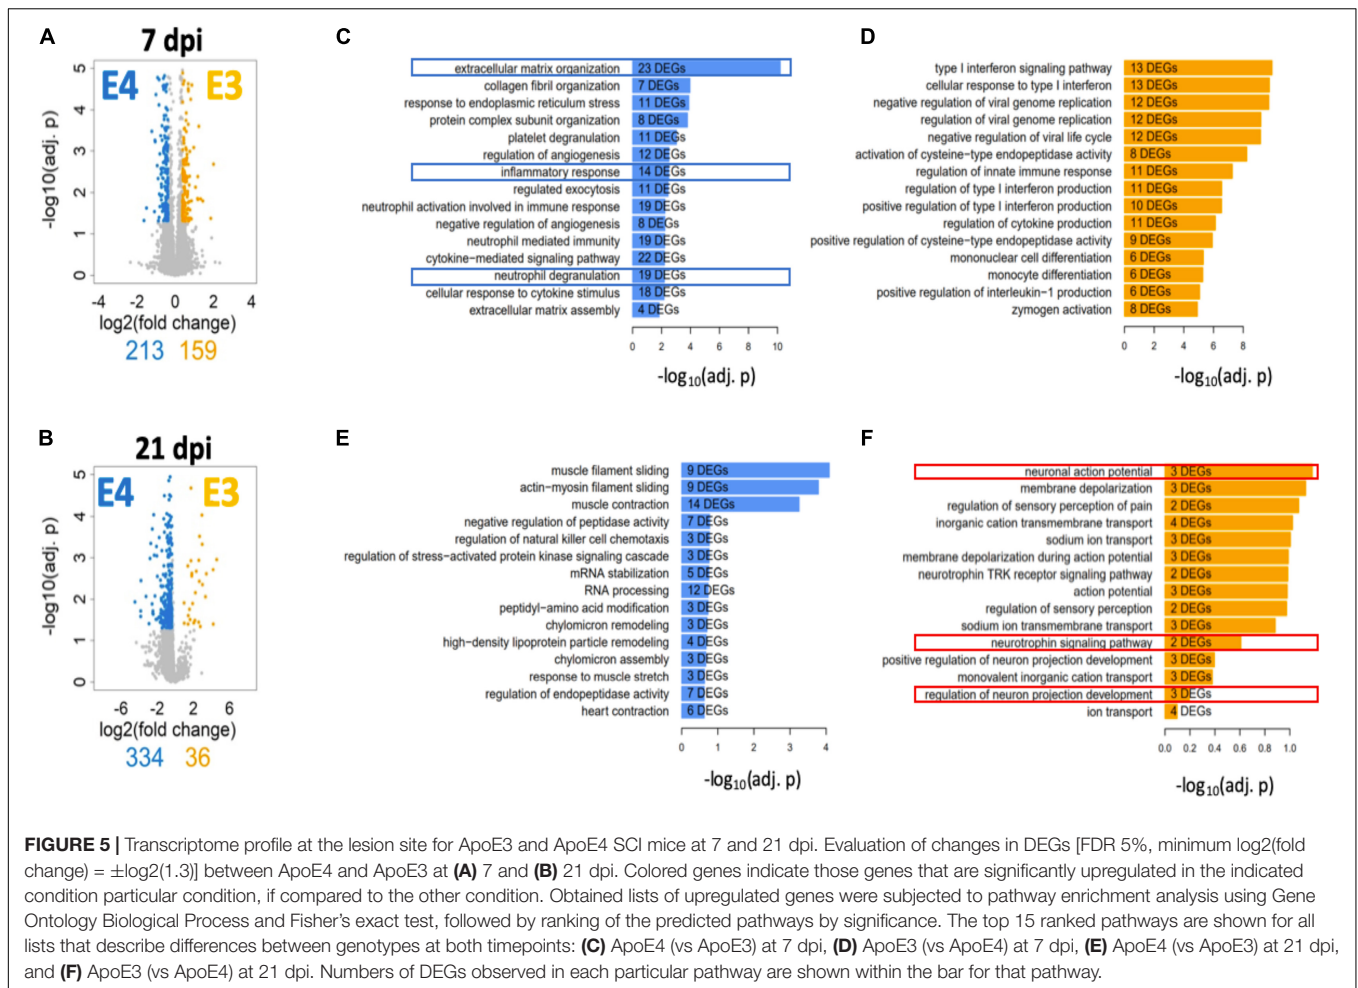 A
7 dpi
E4
E3
5
4
3
2
1
0
-log10(adj. p)
-4 -2 0 2 4
log2(fold change)
213 159
C
extracellular matrix organization 23 DEGs
collagen fibril organization 7 DEGs
response to endoplasmic reticulum stress 11 DEGs
protein complex subunit organization 8 DEGs
platelet degranulation 11 DEGs
regulation of angiogenesis 12 DEGs
inflammatory response 14 DEGs
regulated exocytosis 11 DEGs
neutrophil activation involved in immune response 19 DEGs
negative regulation of angiogenesis 8 DEGs
neutrophil mediated immunity 19 DEGs
cytokine-mediated signaling pathway 22 DEGs
neutrophil degranulation 19 DEGs
cellular response to cytokine stimulus 18 DEGs
extracellular matrix assembly 4 DEGs
0 2 4 6 8 10
-log10(adj. p)
D
type I interferon signaling pathway 13 DEGs
cellular response to type I interferon 13 DEGs
negative regulation of viral genome replication 12 DEGs
regulation of viral genome replication 12 DEGs
negative regulation of viral life cycle 12 DEGs
activation of cysteine-type endopeptidase activity 8 DEGs
regulation of innate immune response 11 DEGs
regulation of type I interferon production 11 DEGs
positive regulation of type I interferon production 10 DEGs
regulation of cytokine production 11 DEGs
positive regulation of cysteine-type endopeptidase activity 9 DEGs
mononuclear cell differentiation 6 DEGs
monocyte differentiation 6 DEGs
positive regulation of interleukin-1 production 6 DEGs
zymogen activation 8 DEGs
0 2 4 6 8
-log10(adj. p)
B
21 dpi
E4
E3
5
4
3
2
1
0
-log10(adj. p)
-6 -2 2 6
log2(fold change)
334 36
E
muscle filament sliding 9 DEGs
actin-myosin filament sliding 9 DEGs
muscle contraction 14 DEGs
negative regulation of peptidase activity 7 DEGs
regulation of natural killer cell chemotaxis 3 DEGs
regulation of stress-activated protein kinase signaling cascade 3 DEGs
mRNA stabilization 5 DEGs
RNA processing 12 DEGs
peptidyl-amino acid modification 3 DEGs
chylomicron remodeling 3 DEGs
high-density lipoprotein particle remodeling 4 DEGs
chylomicron assembly 3 DEGs
response to muscle stretch 3 DEGs
regulation of endopeptidase activity 7 DEGs
heart contraction 6 DEGs
0 1 2 3 4
-log10(adj. p)
F
neuronal action potential 3 DEGs
membrane depolarization 3 DEGs
regulation of sensory perception of pain 2 DEGs
inorganic cation transmembrane transport 4 DEGs
sodium ion transport 3 DEGs
membrane depolarization during action potential 3 DEGs
neurotrophin TRK receptor signaling pathway 2 DEGs
action potential 3 DEGs
regulation of sensory perception 2 DEGs
sodium ion transmembrane transport 3 DEGs
neurotrophin signaling pathway 2 DEGs
positive regulation of neuron projection development 3 DEGs
monovalent inorganic cation transport 3 DEGs
regulation of neuron projection development 3 DEGs
ion transport 4 DEGs
0.0 0.2 0.4 0.6 0.8 1.0
-log10(adj. p)
FIGURE 5 | Transcriptome profile at the lesion site for ApoE3 and ApoE4 SCI mice at 7 and 21 dpi. Evaluation of changes in DEGs [FDR 5%, minimum log2(fold
change) = ±log2(1.3)] between ApoE4 and ApoE3 at (A) 7 and (B) 21 dpi. Colored genes indicate those genes that are significantly upregulated in the indicated
condition particular condition, if compared to the other condition. Obtained lists of upregulated genes were subjected to pathway enrichment analysis using Gene
Ontology Biological Process and Fisher's exact test, followed by ranking of the predicted pathways by significance. The top 15 ranked pathways are shown for all
lists that describe differences between genotypes at both timepoints: (C) ApoE4 (vs ApoE3) at 7 dpi, (D) ApoE3 (vs ApoE4) at 7 dpi, (E) ApoE4 (vs ApoE3) at 21 dpi,
and (F) ApoE3 (vs ApoE4) at 21 dpi. Numbers of DEGs observed in each particular pathway are shown within the bar for that pathway.